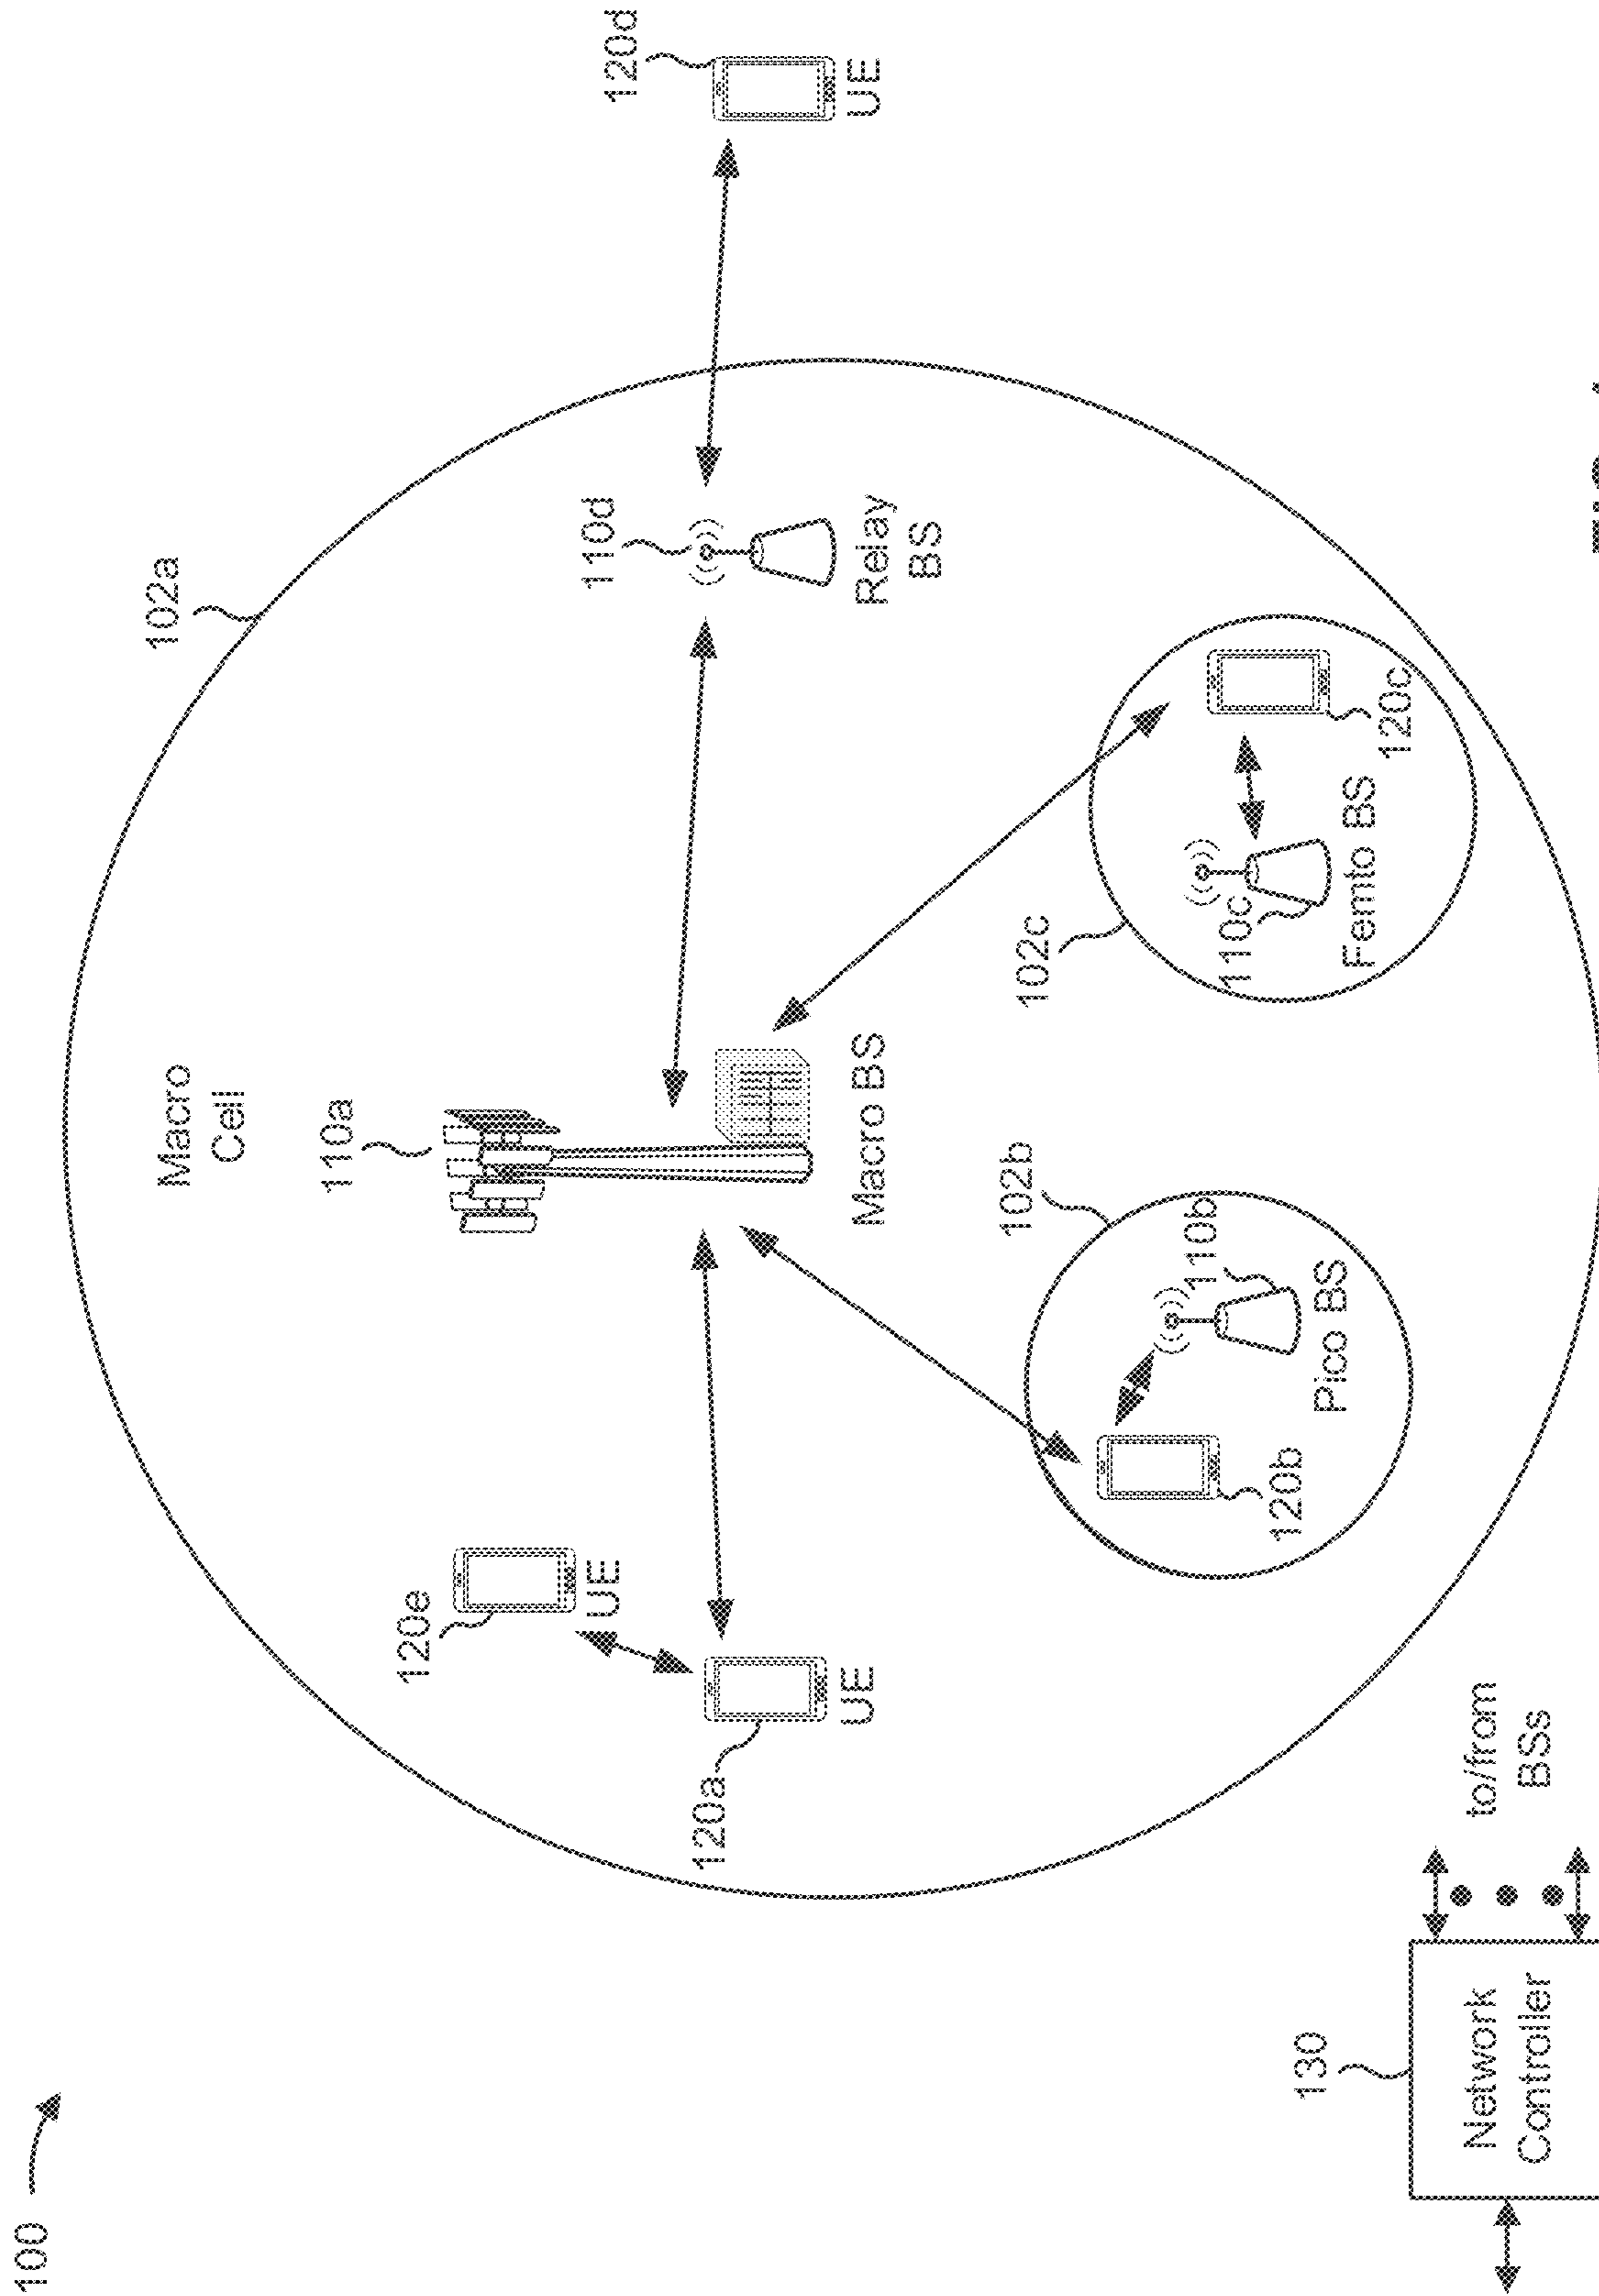 100
102a
Macro
Cell
110a
120d
UE
110d
Relay
BS
120e
UE
120a
UE
Macro BS
102b
110b
Pico BS
120b
102c
110c
Femto BS
120c
130
Network
Controller
to/from
BSs